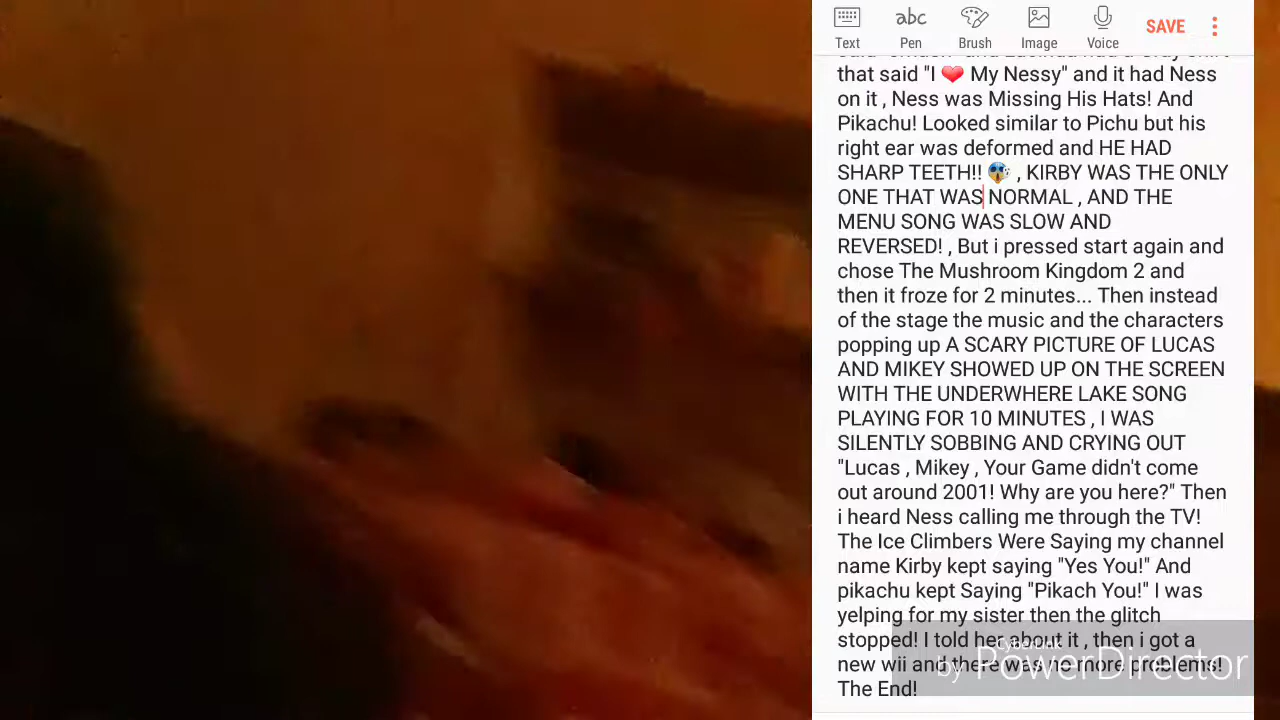 Text
Pen
Brush
Image
Voice
SAVE
that said "I ❤️ My Nessy" and it had Ness
on it , Ness was Missing His Hats! And
Pikachu! Looked similar to Pichu but his
right ear was deformed and HE HAD
SHARP TEETH!! 😱 , KIRBY WAS THE ONLY
ONE THAT WAS NORMAL , AND THE
MENU SONG WAS SLOW AND
REVERSED! , But i pressed start again and
chose The Mushroom Kingdom 2 and
then it froze for 2 minutes... Then instead
of the stage the music and the characters
popping up A SCARY PICTURE OF LUCAS
AND MIKEY SHOWED UP ON THE SCREEN
WITH THE UNDERWHERE LAKE SONG
PLAYING FOR 10 MINUTES , I WAS
SILENTLY SOBBING AND CRYING OUT
"Lucas , Mikey , Your Game didn't come
out around 2001! Why are you here?" Then
i heard Ness calling me through the TV!
The Ice Climbers Were Saying my channel
name Kirby kept saying "Yes You!" And
pikachu kept Saying "Pikach You!" I was
yelping for my sister then the glitch
stopped! I told her about it , then i got a
new wii and there was no more problems!
The End!
by CyberLink PowerDirector